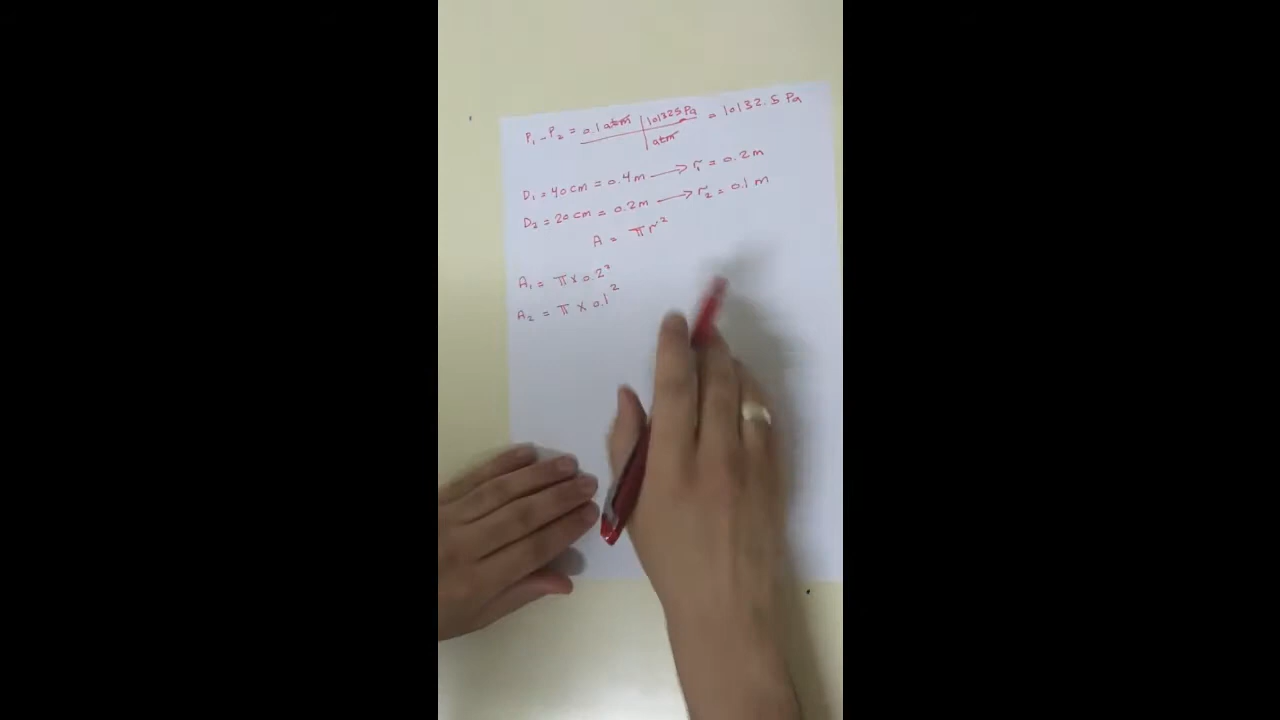 P₁ - P₂ = 0.1 atm | 101325 Pa / atm = 10132.5 Pa
D₁ = 40 cm = 0.4 m → r₁ = 0.2 m
D₂ = 20 cm = 0.2 m → r₂ = 0.1 m
A = πr²
A₁ = π × 0.2²
A₂ = π × 0.1²